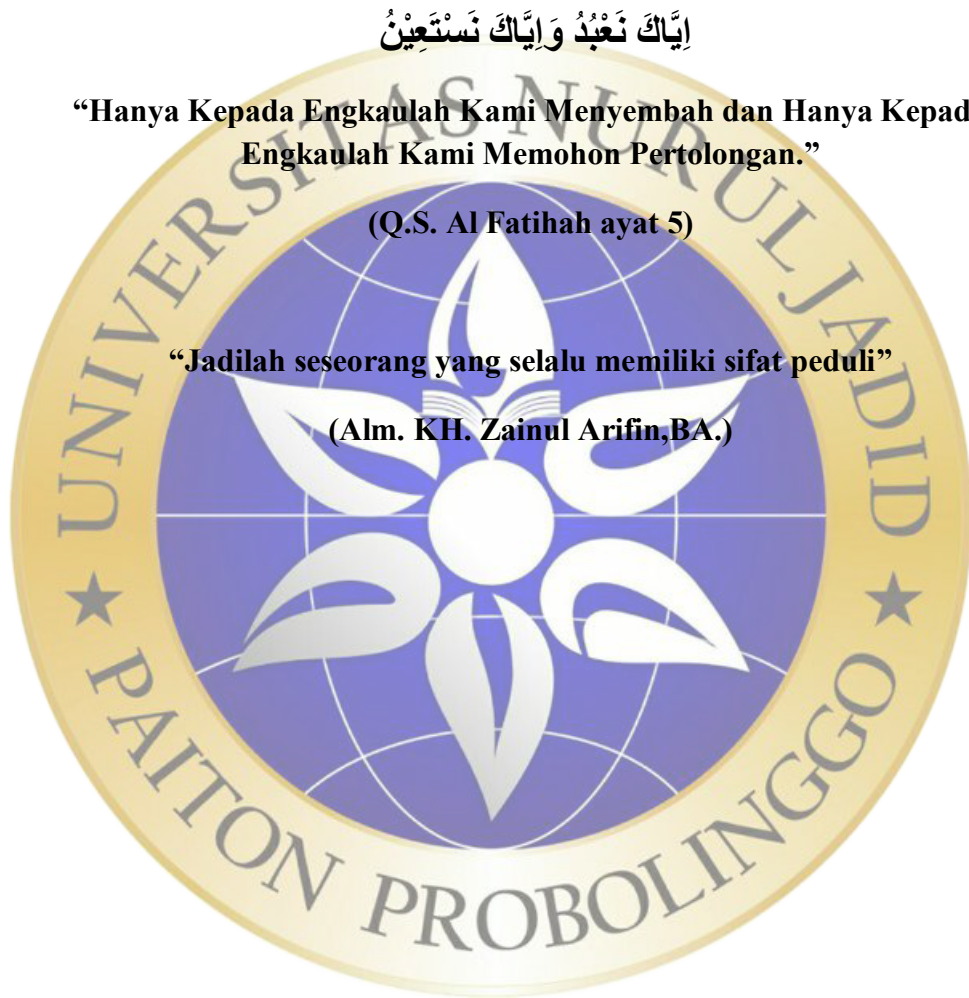 اِيَّاكَ نَعْبُدُ وَاِيَّاكَ نَسْتَعِيْنُ
“Hanya Kepada Engkaulah Kami Menyembah dan Hanya Kepad
Engkaulah Kami Memohon Pertolongan.”
(Q.S. Al Fatihah ayat 5)
“Jadilah seseorang yang selalu memiliki sifat peduli”
(Alm. KH. Zainul Arifin,BA.)
UNIVERSITAS NURUL JADID
★ PAITON PROBOLINGGO ★